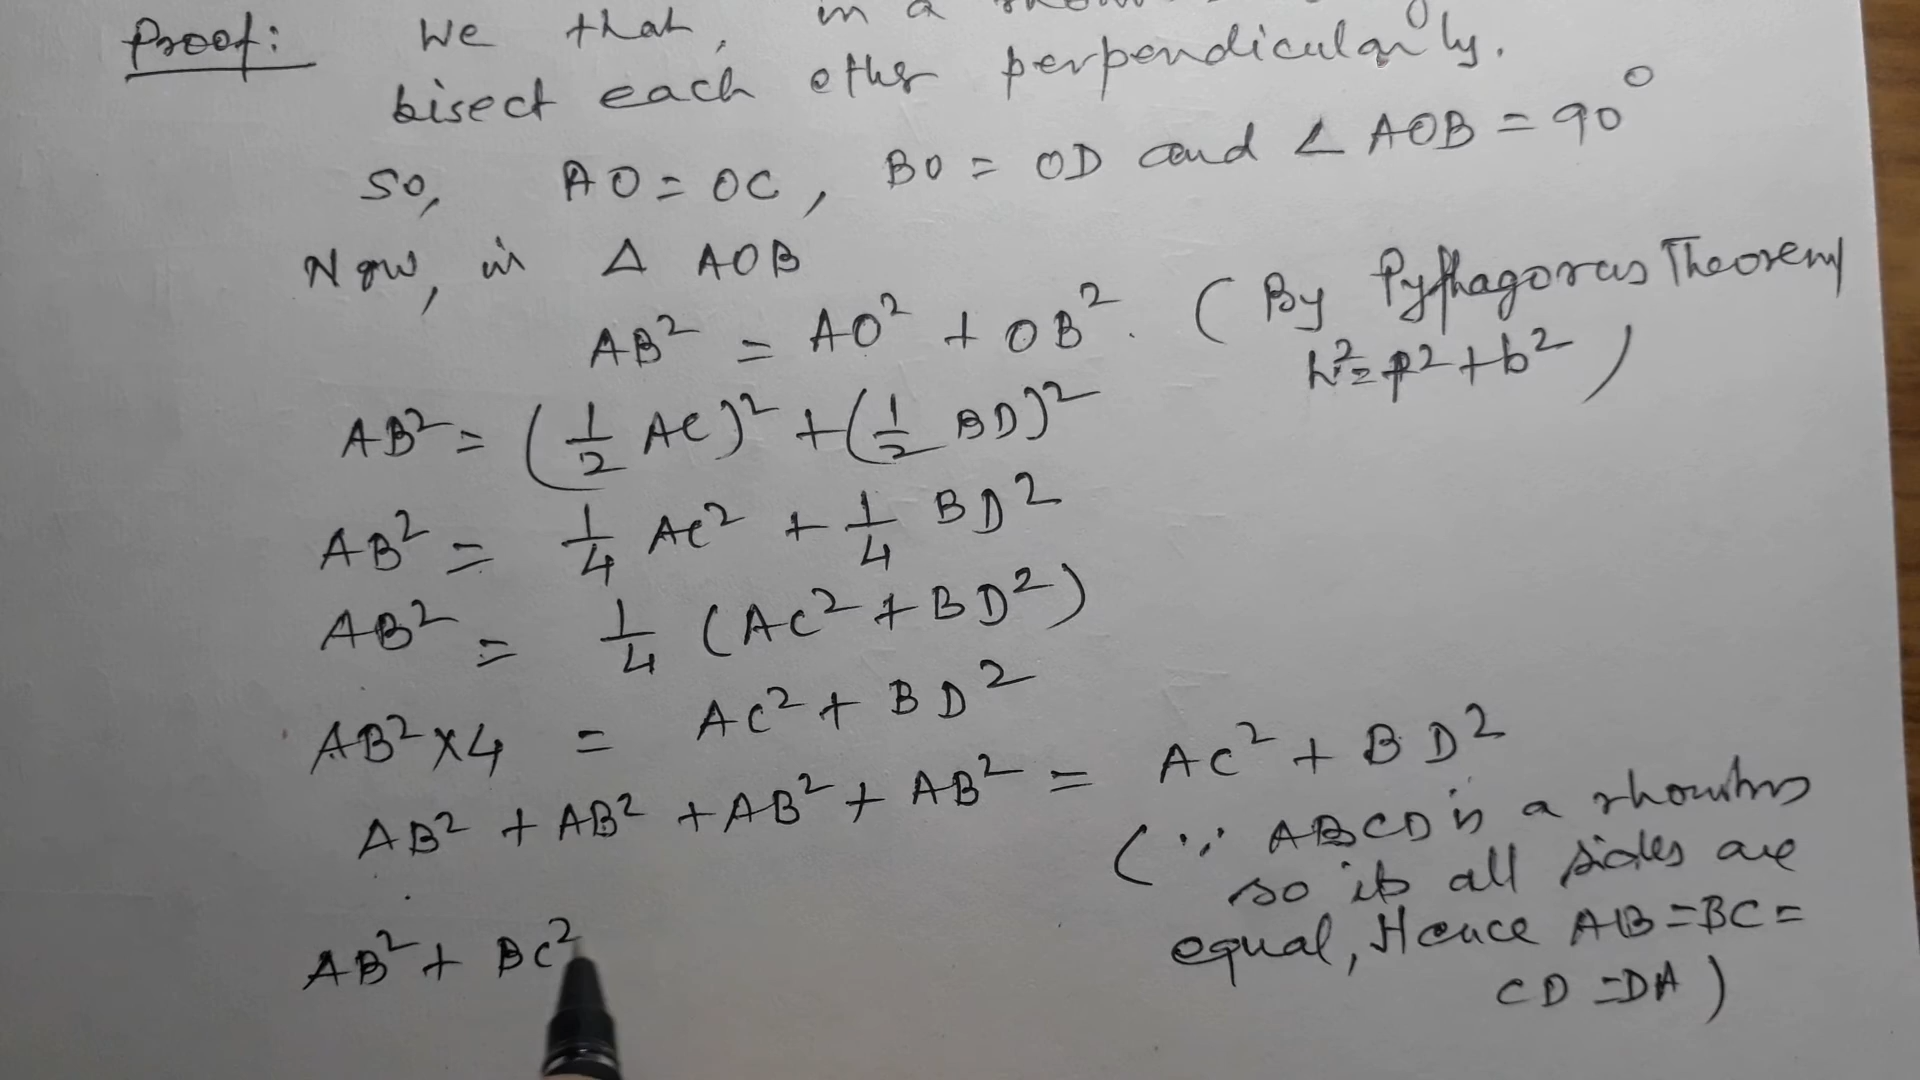 Proof: We that, in a
bisect each other perpendicularly.
So, AO = OC, BO = OD and ∠AOB = 90°
Now, in Δ AOB
AB² = AO² + OB². (By Pythagoras Theorem
h² = p² + b²)
AB² = (1/2 AC)² + (1/2 BD)²
AB² = 1/4 AC² + 1/4 BD²
AB² = 1/4 (AC² + BD²)
AB² × 4 = AC² + BD²
AB² + AB² + AB² + AB² = AC² + BD²
(∵ ABCD is a rhombus
so its all sides are
equal, Hence AB = BC =
CD = DA)
AB² + BC²